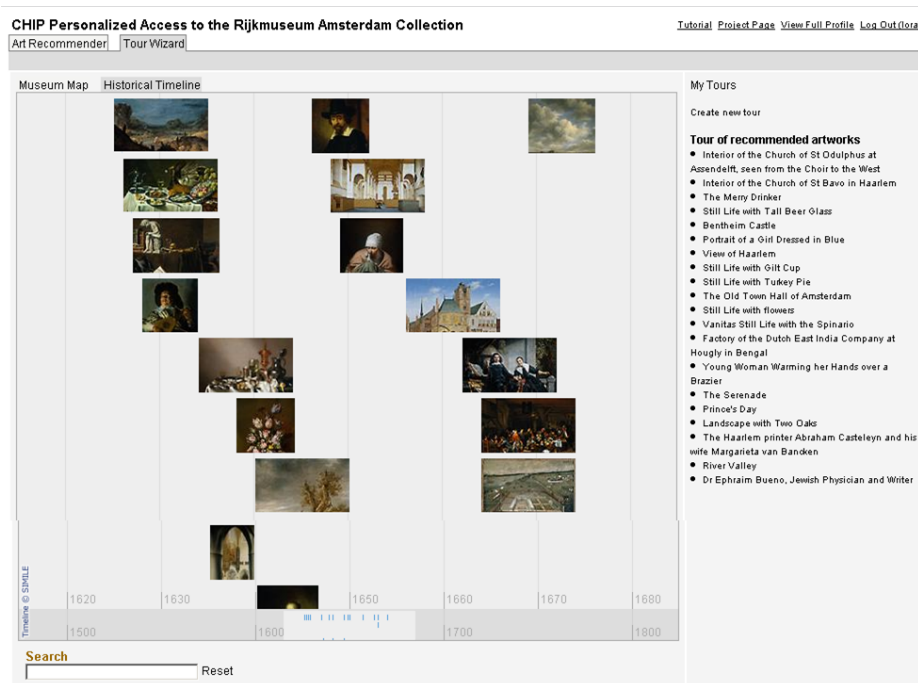 CHIP Personalized Access to the Rijkmuseum Amsterdam Collection
Tutorial Project Page View Full Profile Log Out (lora
Art Recommender Tour Wizard
Museum Map Historical Timeline
My Tours
Create new tour
Tour of recommended artworks
Interior of the Church of St Odulphus at
Assendelft, seen from the Choir to the West
Interior of the Church of St Bavo in Haarlem
The Merry Drinker
Still Life with Tall Beer Glass
Bentheim Castle
Portrait of a Girl Dressed in Blue
View of Haarlem
Still Life with Gilt Cup
Still Life with Turkey Pie
The Old Town Hall of Amsterdam
Still Life with flowers
Vanitas Still Life with the Spinario
Factory of the Dutch East India Company at
Hougly in Bengal
Young Woman Warming her Hands over a
Brazier
The Serenade
Prince's Day
Landscape with Two Oaks
The Haarlem printer Abraham Casteleyn and his
wife Margarieta van Bancken
River Valley
Dr Ephraim Bueno, Jewish Physician and Writer
Timeline © SIMILE
1620 1630 1650 1660 1670 1680
1500 1600 1700 1800
Search
Reset